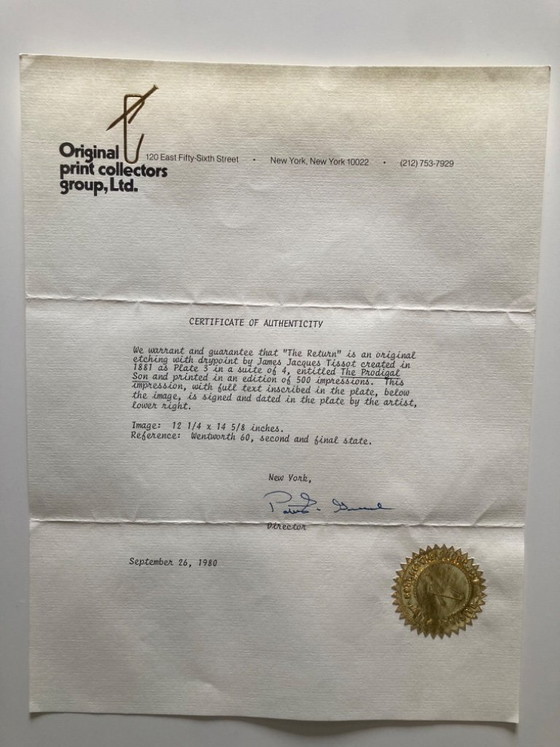 Original
print collectors
group, Ltd.
120 East Fifty-Sixth Street • New York, New York 10022 • (212) 753-7929
CERTIFICATE OF AUTHENTICITY
We warrant and guarantee that "The Return" is an original
etching with drypoint by James Jacques Tissot created in
1881 as Plate 3 in a suite of 4, entitled The Prodigal
Son and printed in an edition of 500 impressions. This
impression, with full text inscribed in the plate, below
the image, is signed and dated in the plate by the artist,
lower right.
Image: 12 1/4 x 14 5/8 inches.
Reference: Wentworth 60, second and final state.
New York,
Director
September 26, 1980